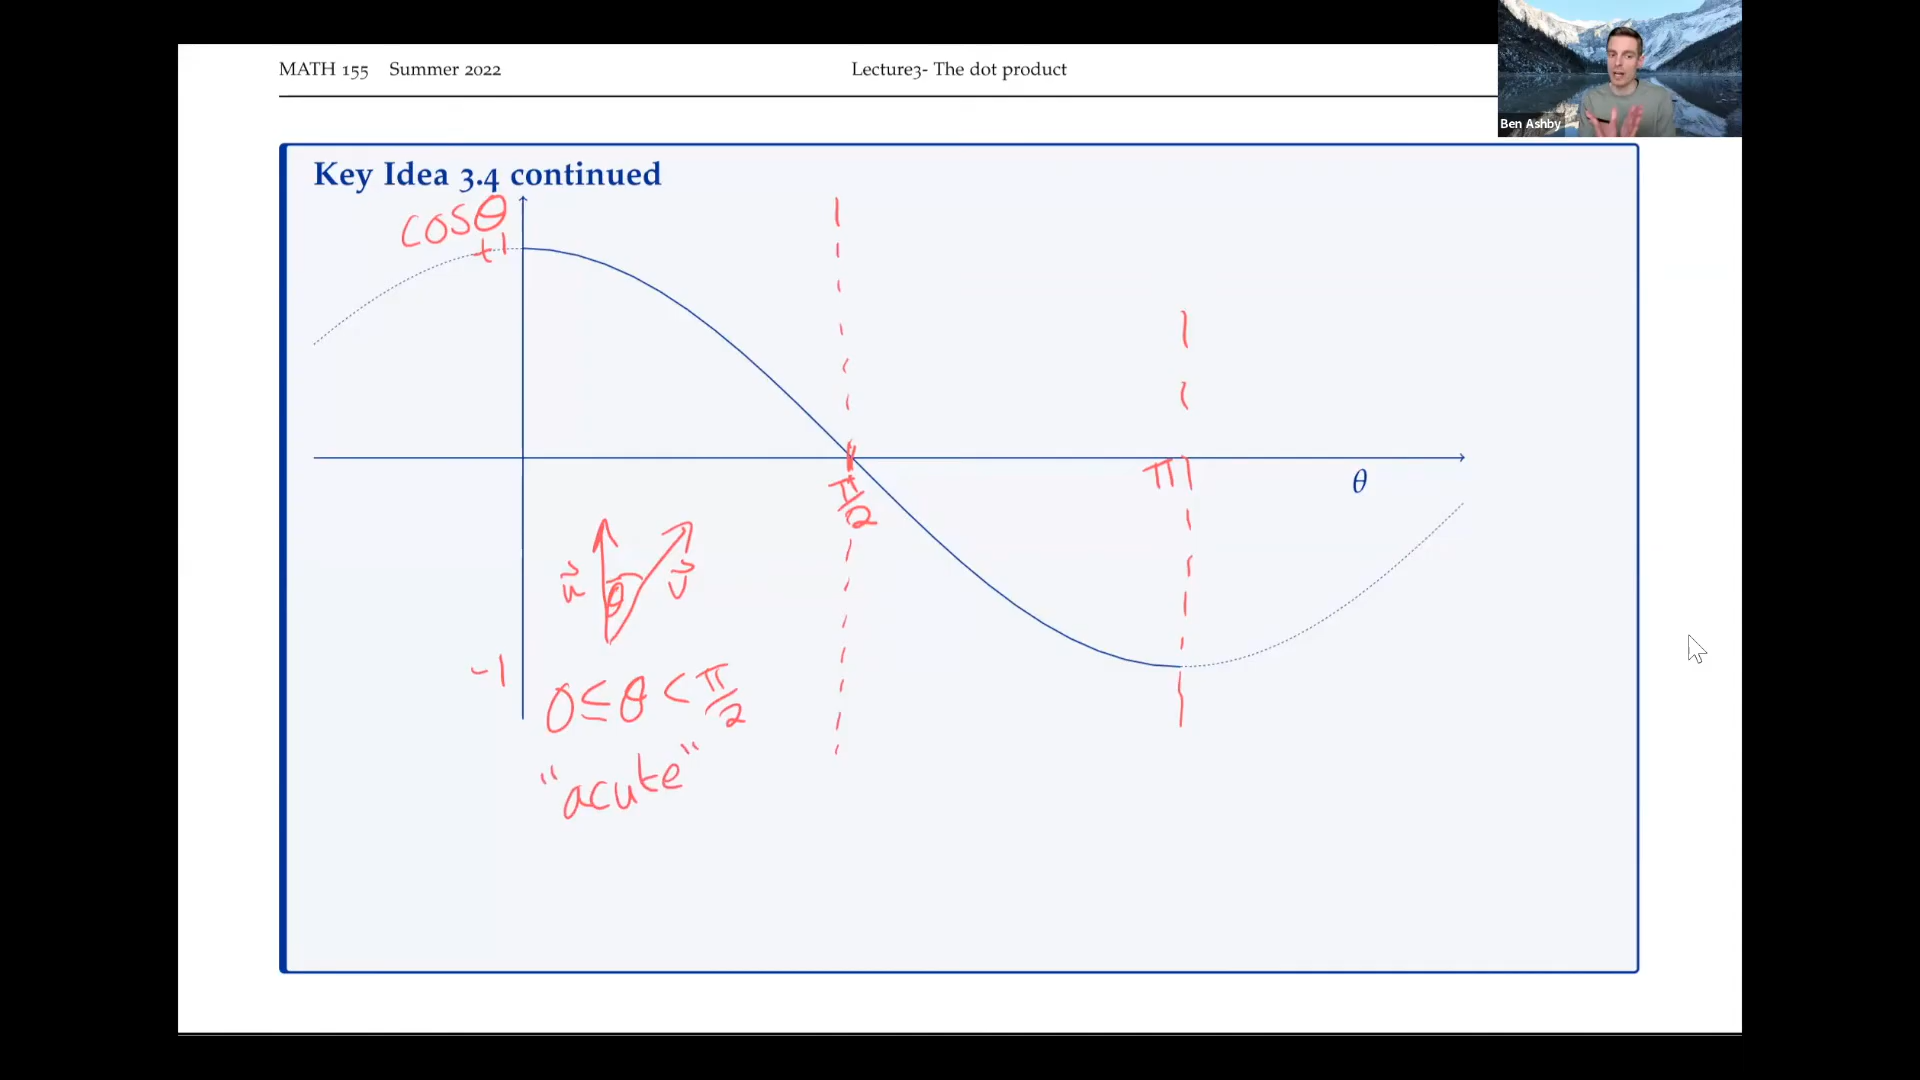 MATH 155 Summer 2022
Lecture3- The dot product
Ben Ashby
Key Idea 3.4 continued
cosθ
+1
π/2
π
θ
u⃗
θ
v⃗
-1
0 ≤ θ < π/2
"acute"